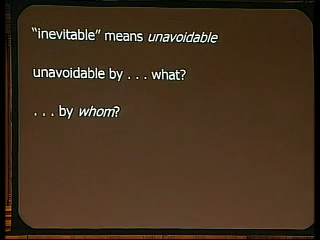 “inevitable” means unavoidable
unavoidable by . . . what?
. . . by whom?